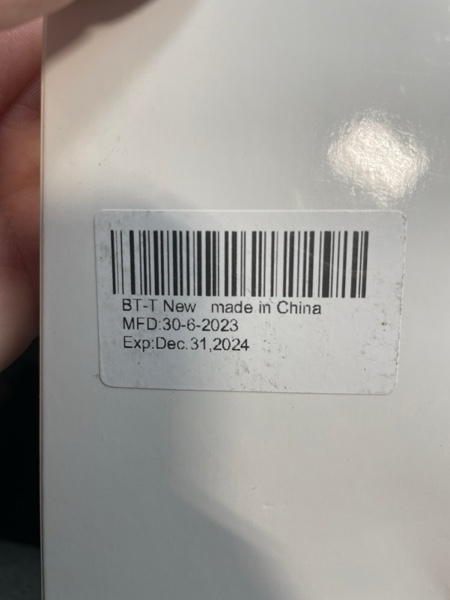 BT-T New made in China
MFD:30-6-2023
Exp:Dec.31,2024